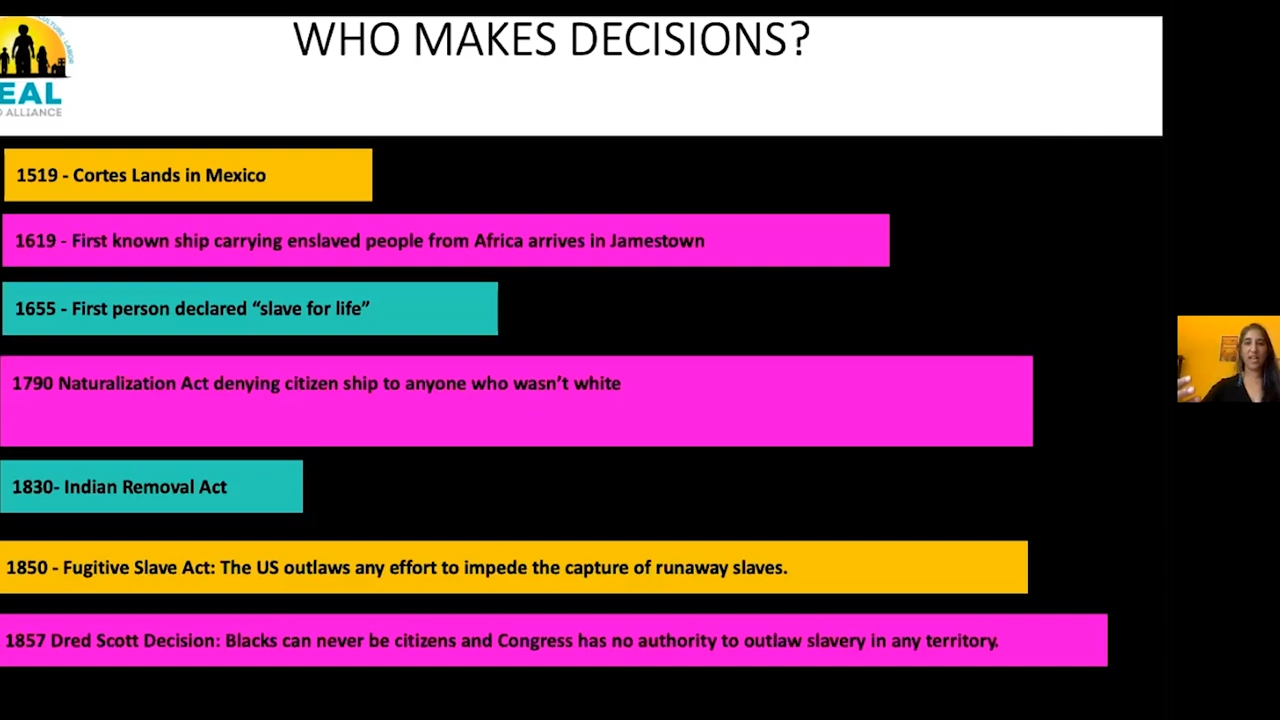 WHO MAKES DECISIONS?
EAL
ALLIANCE
1519 - Cortes Lands in Mexico
1619 - First known ship carrying enslaved people from Africa arrives in Jamestown
1655 - First person declared “slave for life”
1790 Naturalization Act denying citizen ship to anyone who wasn’t white
1830- Indian Removal Act
1850 - Fugitive Slave Act: The US outlaws any effort to impede the capture of runaway slaves.
1857 Dred Scott Decision: Blacks can never be citizens and Congress has no authority to outlaw slavery in any territory.